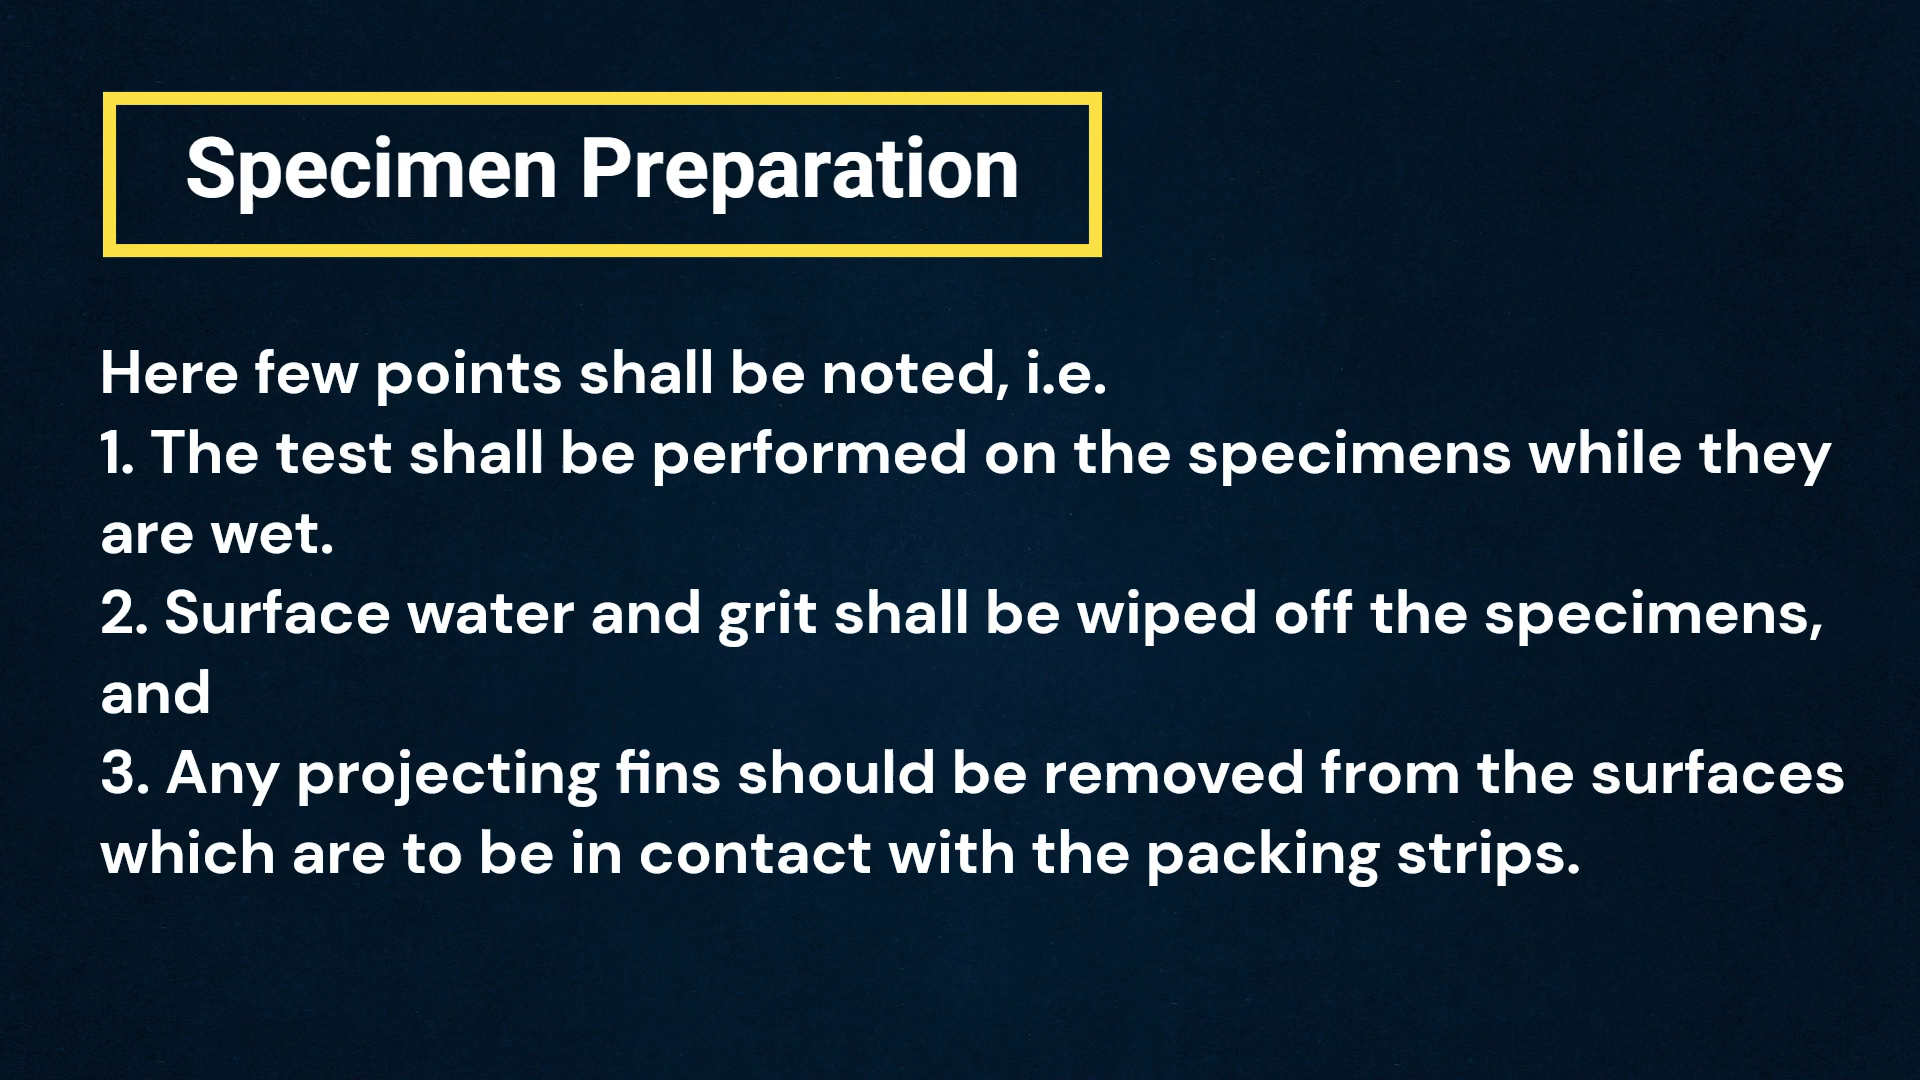 Specimen Preparation
Here few points shall be noted, i.e.
1. The test shall be performed on the specimens while they
are wet.
2. Surface water and grit shall be wiped off the specimens,
and
3. Any projecting fins should be removed from the surfaces
which are to be in contact with the packing strips.